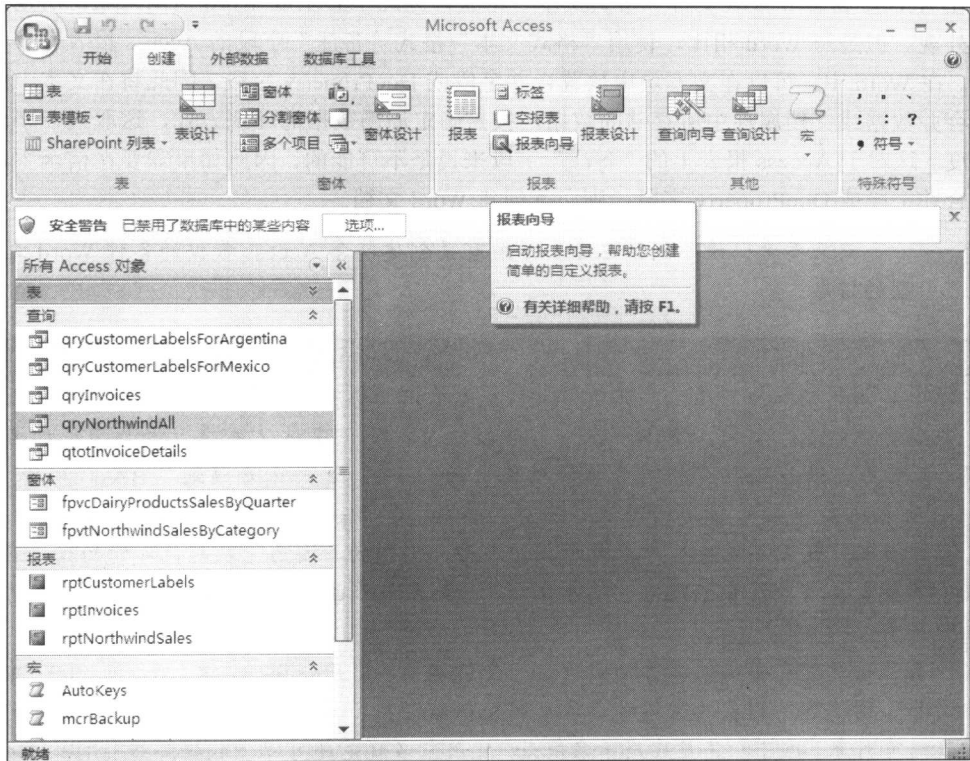 Microsoft Access
开始 创建 外部数据 数据库工具
表
表模板
SharePoint 列表
表设计
表
窗体
分割窗体
多个项目
窗体设计
窗体
报表
标签
空报表
报表向导
报表设计
报表
查询向导
查询设计
宏
其他
, 。 、
; : ?
符号
特殊符号
安全警告 已禁用了数据库中的某些内容 选项...
报表向导
启动报表向导,帮助您创建
简单的自定义报表。
有关详细帮助,请按 F1。
所有 Access 对象
表
查询
qryCustomerLabelsForArgentina
qryCustomerLabelsForMexico
qryInvoices
qryNorthwindAll
qtotInvoiceDetails
窗体
fpvcDairyProductsSalesByQuarter
fpvtNorthwindSalesByCategory
报表
rptCustomerLabels
rptInvoices
rptNorthwindSales
宏
AutoKeys
mcrBackup
就绪